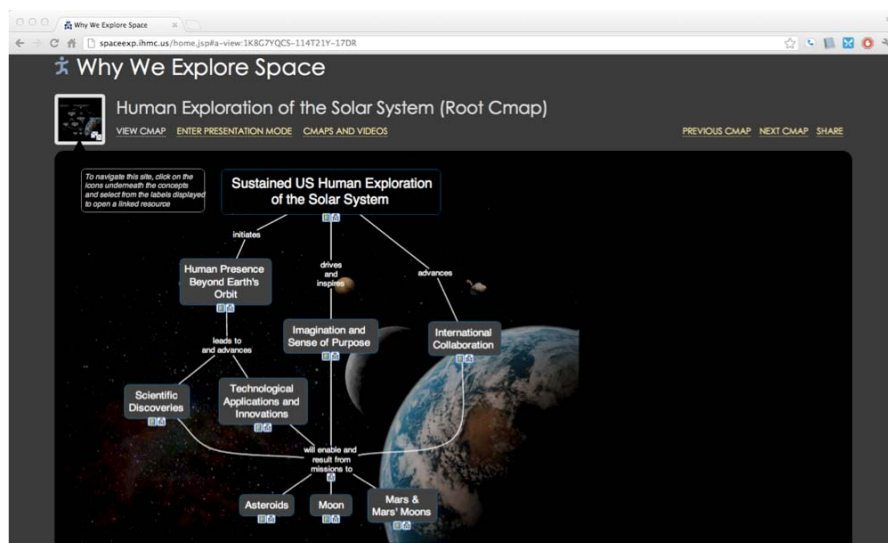 Why We Explore Space
spaceexp.ihmc.us/home.jsp#a-view:1K8G7YQCS-114T21Y-17DR
Why We Explore Space
Human Exploration of the Solar System (Root Cmap)
VIEW CMAP ENTER PRESENTATION MODE CMAPS AND VIDEOS
PREVIOUS CMAP NEXT CMAP SHARE
To navigate this site, click on the
icons underneath the concepts
and select from the labels displayed
to open a linked resource
Sustained US Human Exploration
of the Solar System
initiates
drives
and
inspires
advances
Human Presence
Beyond Earth's
Orbit
Imagination and
Sense of Purpose
International
Collaboration
leads to
and advances
Scientific
Discoveries
Technological
Applications and
Innovations
will enable and
result from
missions to
Asteroids
Moon
Mars &
Mars' Moons